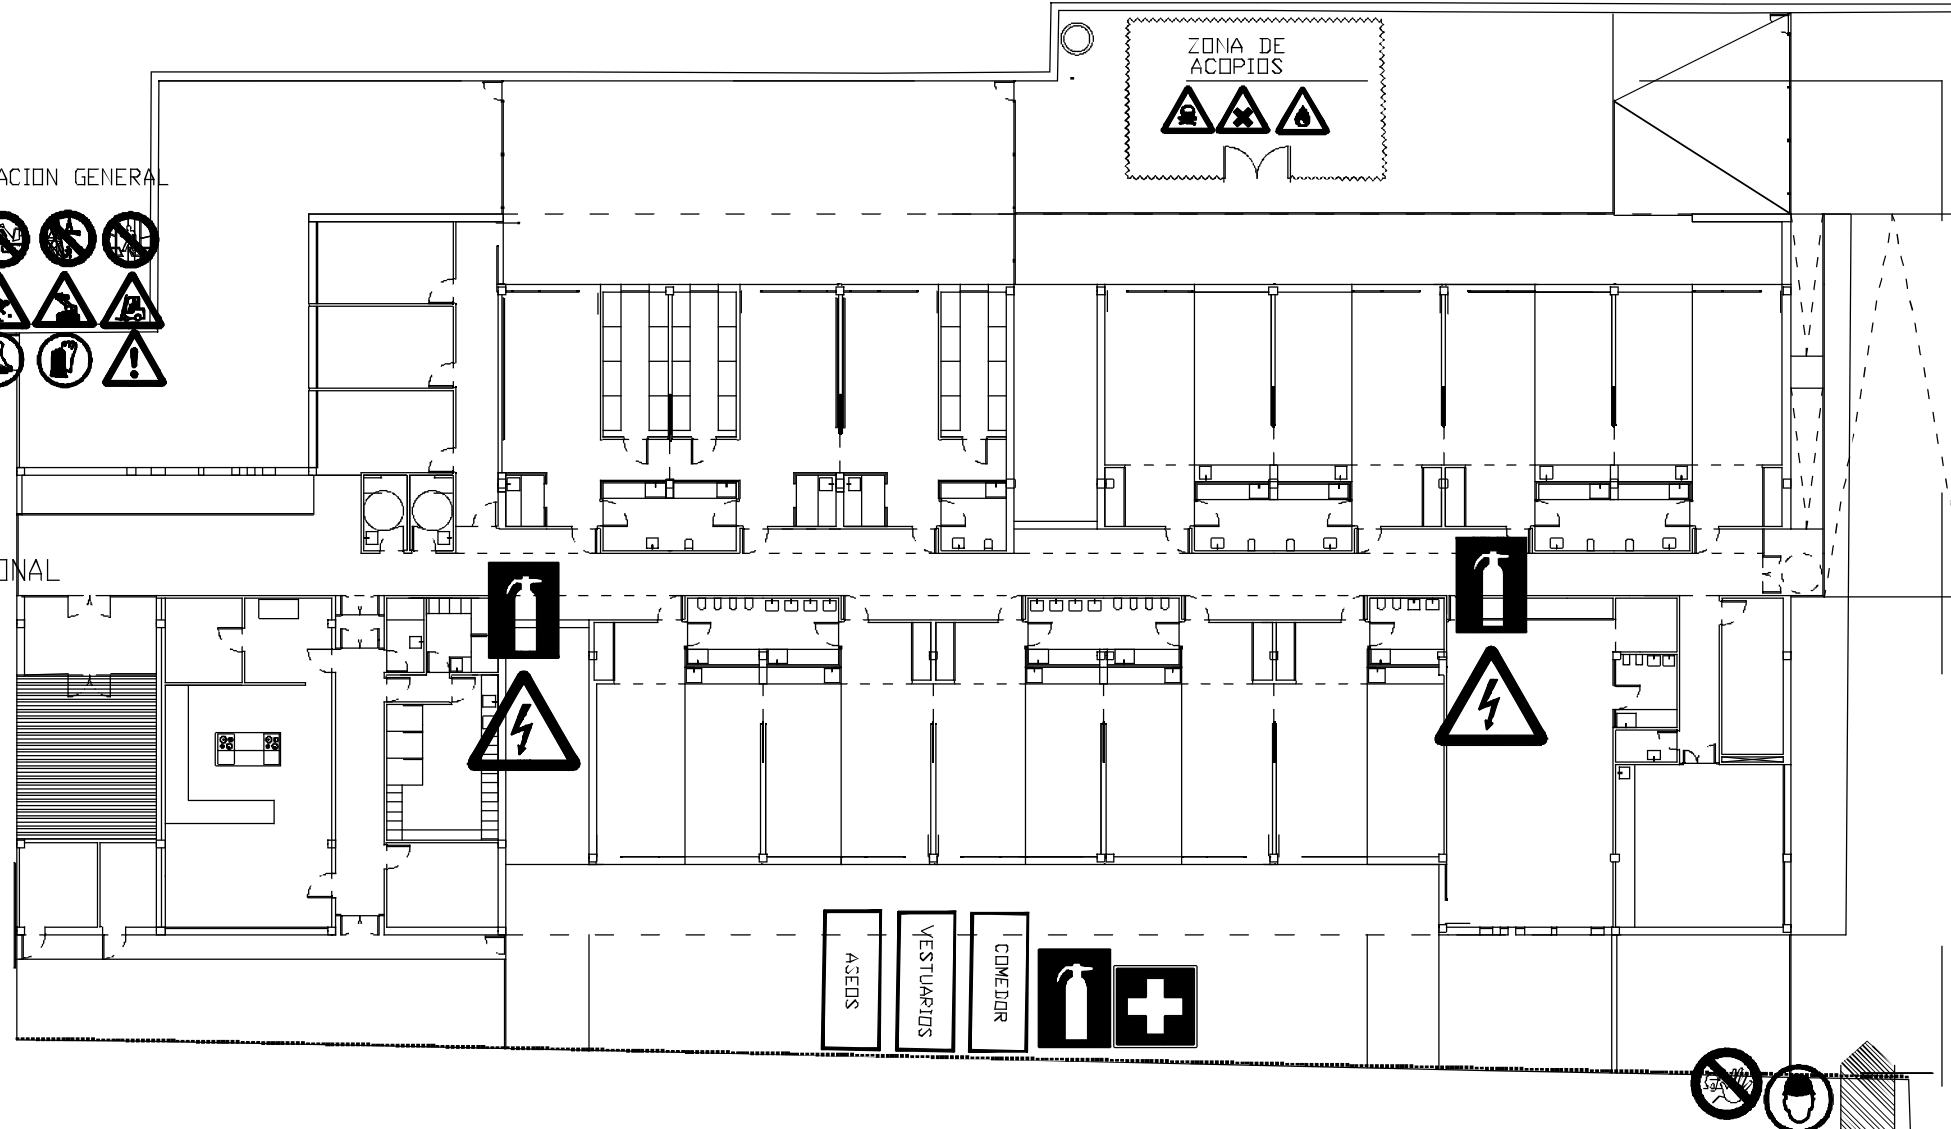 ZONA DE
ACOPIOS
ACION GENERAL
ONAL
ASEOS
VESTUARIOS
COMEDOR